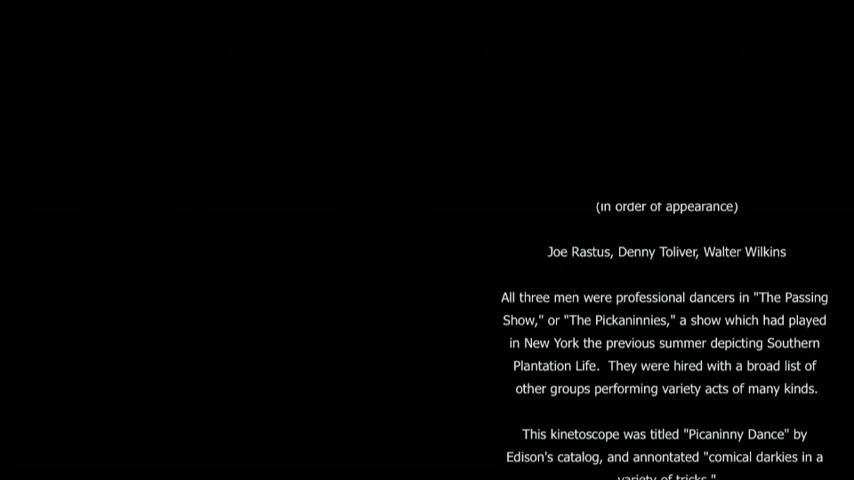 (in order of appearance)
Joe Rastus, Denny Toliver, Walter Wilkins
All three men were professional dancers in "The Passing
Show," or "The Pickaninnies," a show which had played
in New York the previous summer depicting Southern
Plantation Life.  They were hired with a broad list of
other groups performing variety acts of many kinds.
This kinetoscope was titled "Picaninny Dance" by
Edison's catalog, and annontated "comical darkies in a
variety of tricks."